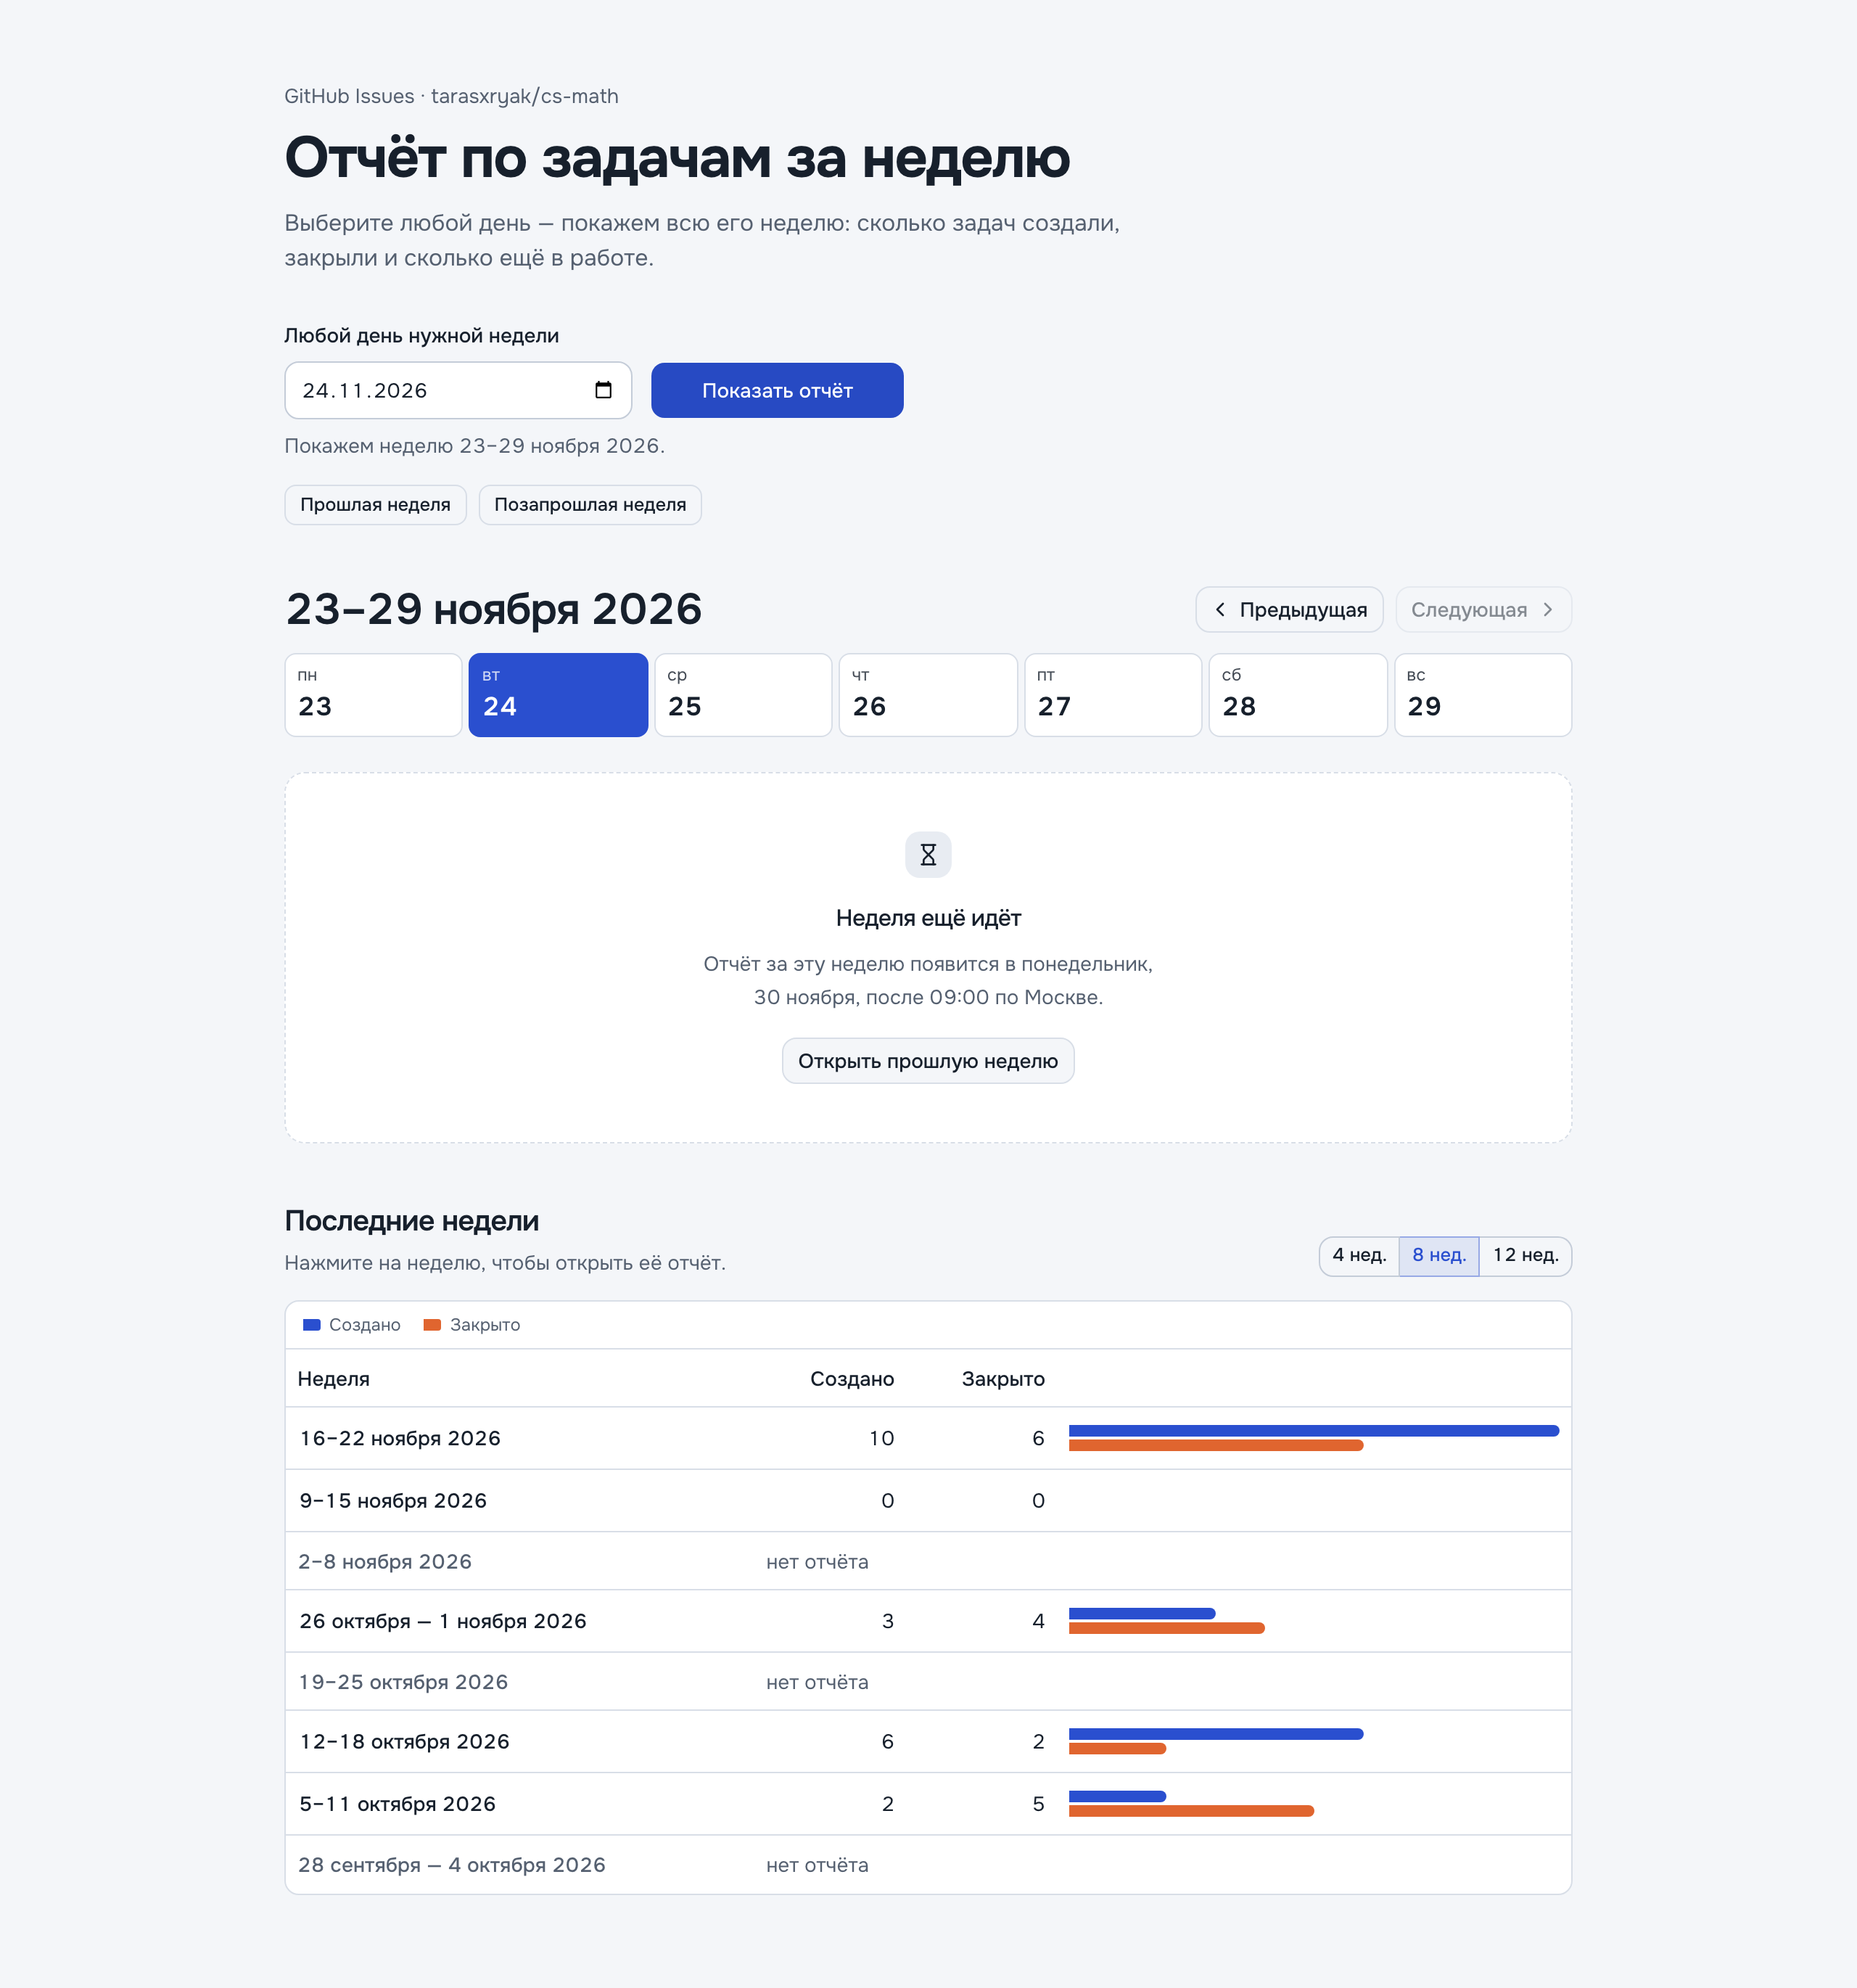 GitHub Issues · tarasxryak/cs-math
Отчёт по задачам за неделю
Выберите любой день — покажем всю его неделю: сколько задач создали,
закрыли и сколько ещё в работе.
Любой день нужной недели
24.11.2026
Показать отчёт
Покажем неделю 23–29 ноября 2026.
Прошлая неделя
Позапрошлая неделя
23–29 ноября 2026
Предыдущая
Следующая
пн
23
вт
24
ср
25
чт
26
пт
27
сб
28
вс
29
Неделя ещё идёт
Отчёт за эту неделю появится в понедельник,
30 ноября, после 09:00 по Москве.
Открыть прошлую неделю
Последние недели
Нажмите на неделю, чтобы открыть её отчёт.
4 нед. 8 нед. 12 нед.
Создано Закрыто
Неделя Создано Закрыто
16–22 ноября 2026 10 6
9–15 ноября 2026 0 0
2–8 ноября 2026 нет отчёта
26 октября — 1 ноября 2026 3 4
19–25 октября 2026 нет отчёта
12–18 октября 2026 6 2
5–11 октября 2026 2 5
28 сентября — 4 октября 2026 нет отчёта